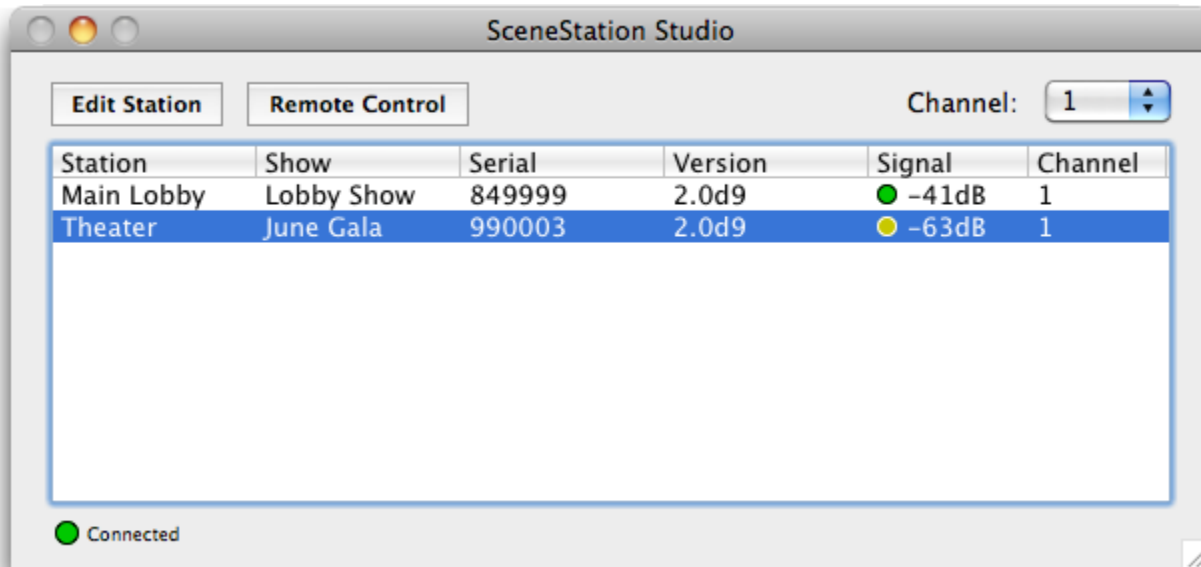 SceneStation Studio
Edit Station Remote Control Channel: 1
Station Show Serial Version Signal Channel
Main Lobby Lobby Show 849999 2.0d9 -41dB 1
Theater June Gala 990003 2.0d9 -63dB 1
Connected